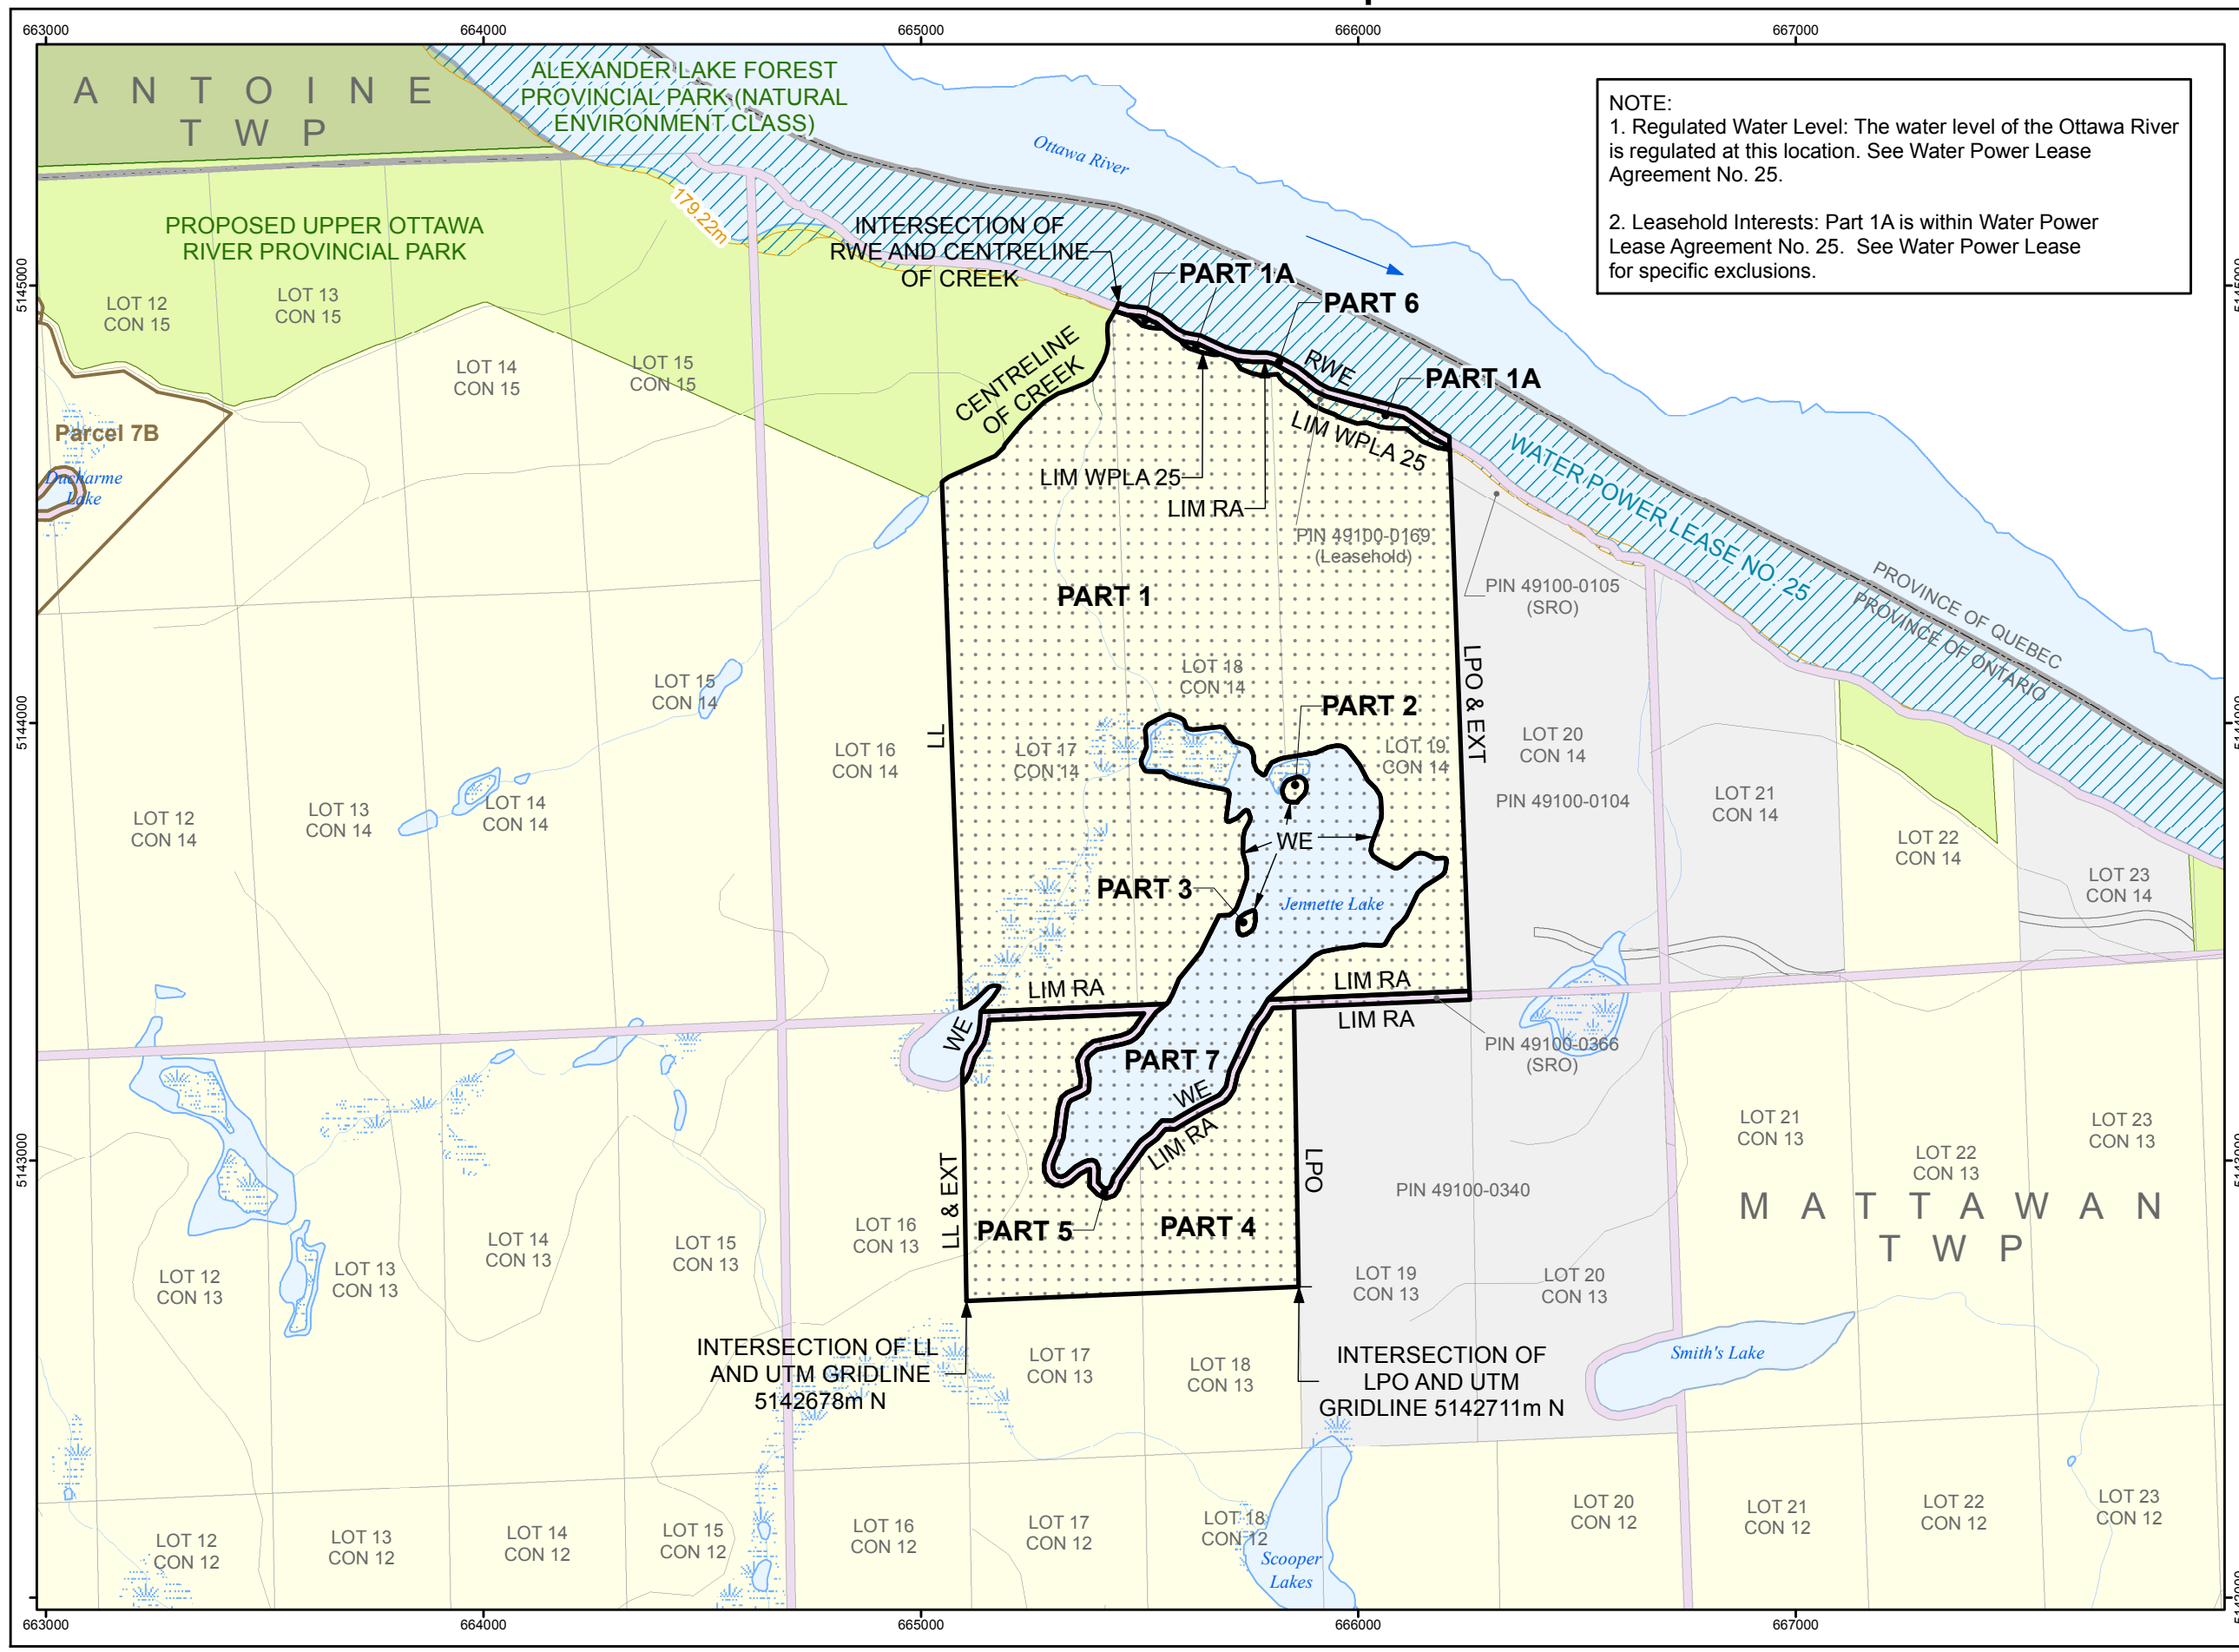 663000
664000
665000
666000
667000
A N T O I N E
T W P
ALEXANDER LAKE FOREST
PROVINCIAL PARK (NATURAL
ENVIRONMENT CLASS)
Ottawa River
NOTE:
1. Regulated Water Level: The water level of the Ottawa River
is regulated at this location. See Water Power Lease
Agreement No. 25.
2. Leasehold Interests: Part 1A is within Water Power
Lease Agreement No. 25. See Water Power Lease
for specific exclusions.
179.22m
PROPOSED UPPER OTTAWA
RIVER PROVINCIAL PARK
INTERSECTION OF
RWE AND CENTRELINE
OF CREEK
PART 1A
PART 6
5145000
5145000
LOT 12
CON 15
LOT 13
CON 15
LOT 14
CON 15
LOT 15
CON 15
CENTRELINE
OF CREEK
RWE
PART 1A
LIM WPLA 25
Parcel 7B
Ducharme
Lake
LIM WPLA 25
LIM RA
PIN 49100-0169
(Leasehold)
WATER POWER LEASE NO. 25
PROVINCE OF QUEBEC
PROVINCE OF ONTARIO
PART 1
PIN 49100-0105
(SRO)
LOT 15
CON 14
LOT 18
CON 14
LPO & EXT
PART 2
5144000
5144000
LL
LOT 16
CON 14
LOT 17
CON 14
LOT 19
CON 14
LOT 20
CON 14
PIN 49100-0104
LOT 12
CON 14
LOT 13
CON 14
LOT 14
CON 14
LOT 21
CON 14
LOT 22
CON 14
LOT 23
CON 14
WE
PART 3
Jennette Lake
LIM RA
LIM RA
LIM RA
WE
PIN 49100-0366
(SRO)
PART 7
WE
LIM RA
LOT 21
CON 13
LOT 22
CON 13
LOT 23
CON 13
5143000
5143000
LL & EXT
LPO
PIN 49100-0340
M A T T A W A N
T W P
PART 5
PART 4
LOT 12
CON 13
LOT 13
CON 13
LOT 14
CON 13
LOT 15
CON 13
LOT 16
CON 13
LOT 19
CON 13
LOT 20
CON 13
INTERSECTION OF LL
AND UTM GRIDLINE
5142678m N
LOT 17
CON 13
LOT 18
CON 13
INTERSECTION OF
LPO AND UTM
GRIDLINE 5142711m N
Smith's Lake
LOT 12
CON 12
LOT 13
CON 12
LOT 14
CON 12
LOT 15
CON 12
LOT 16
CON 12
LOT 17
CON 12
LOT 18
CON 12
Scooper
Lakes
LOT 20
CON 12
LOT 21
CON 12
LOT 22
CON 12
LOT 23
CON 12
663000
664000
665000
666000
667000